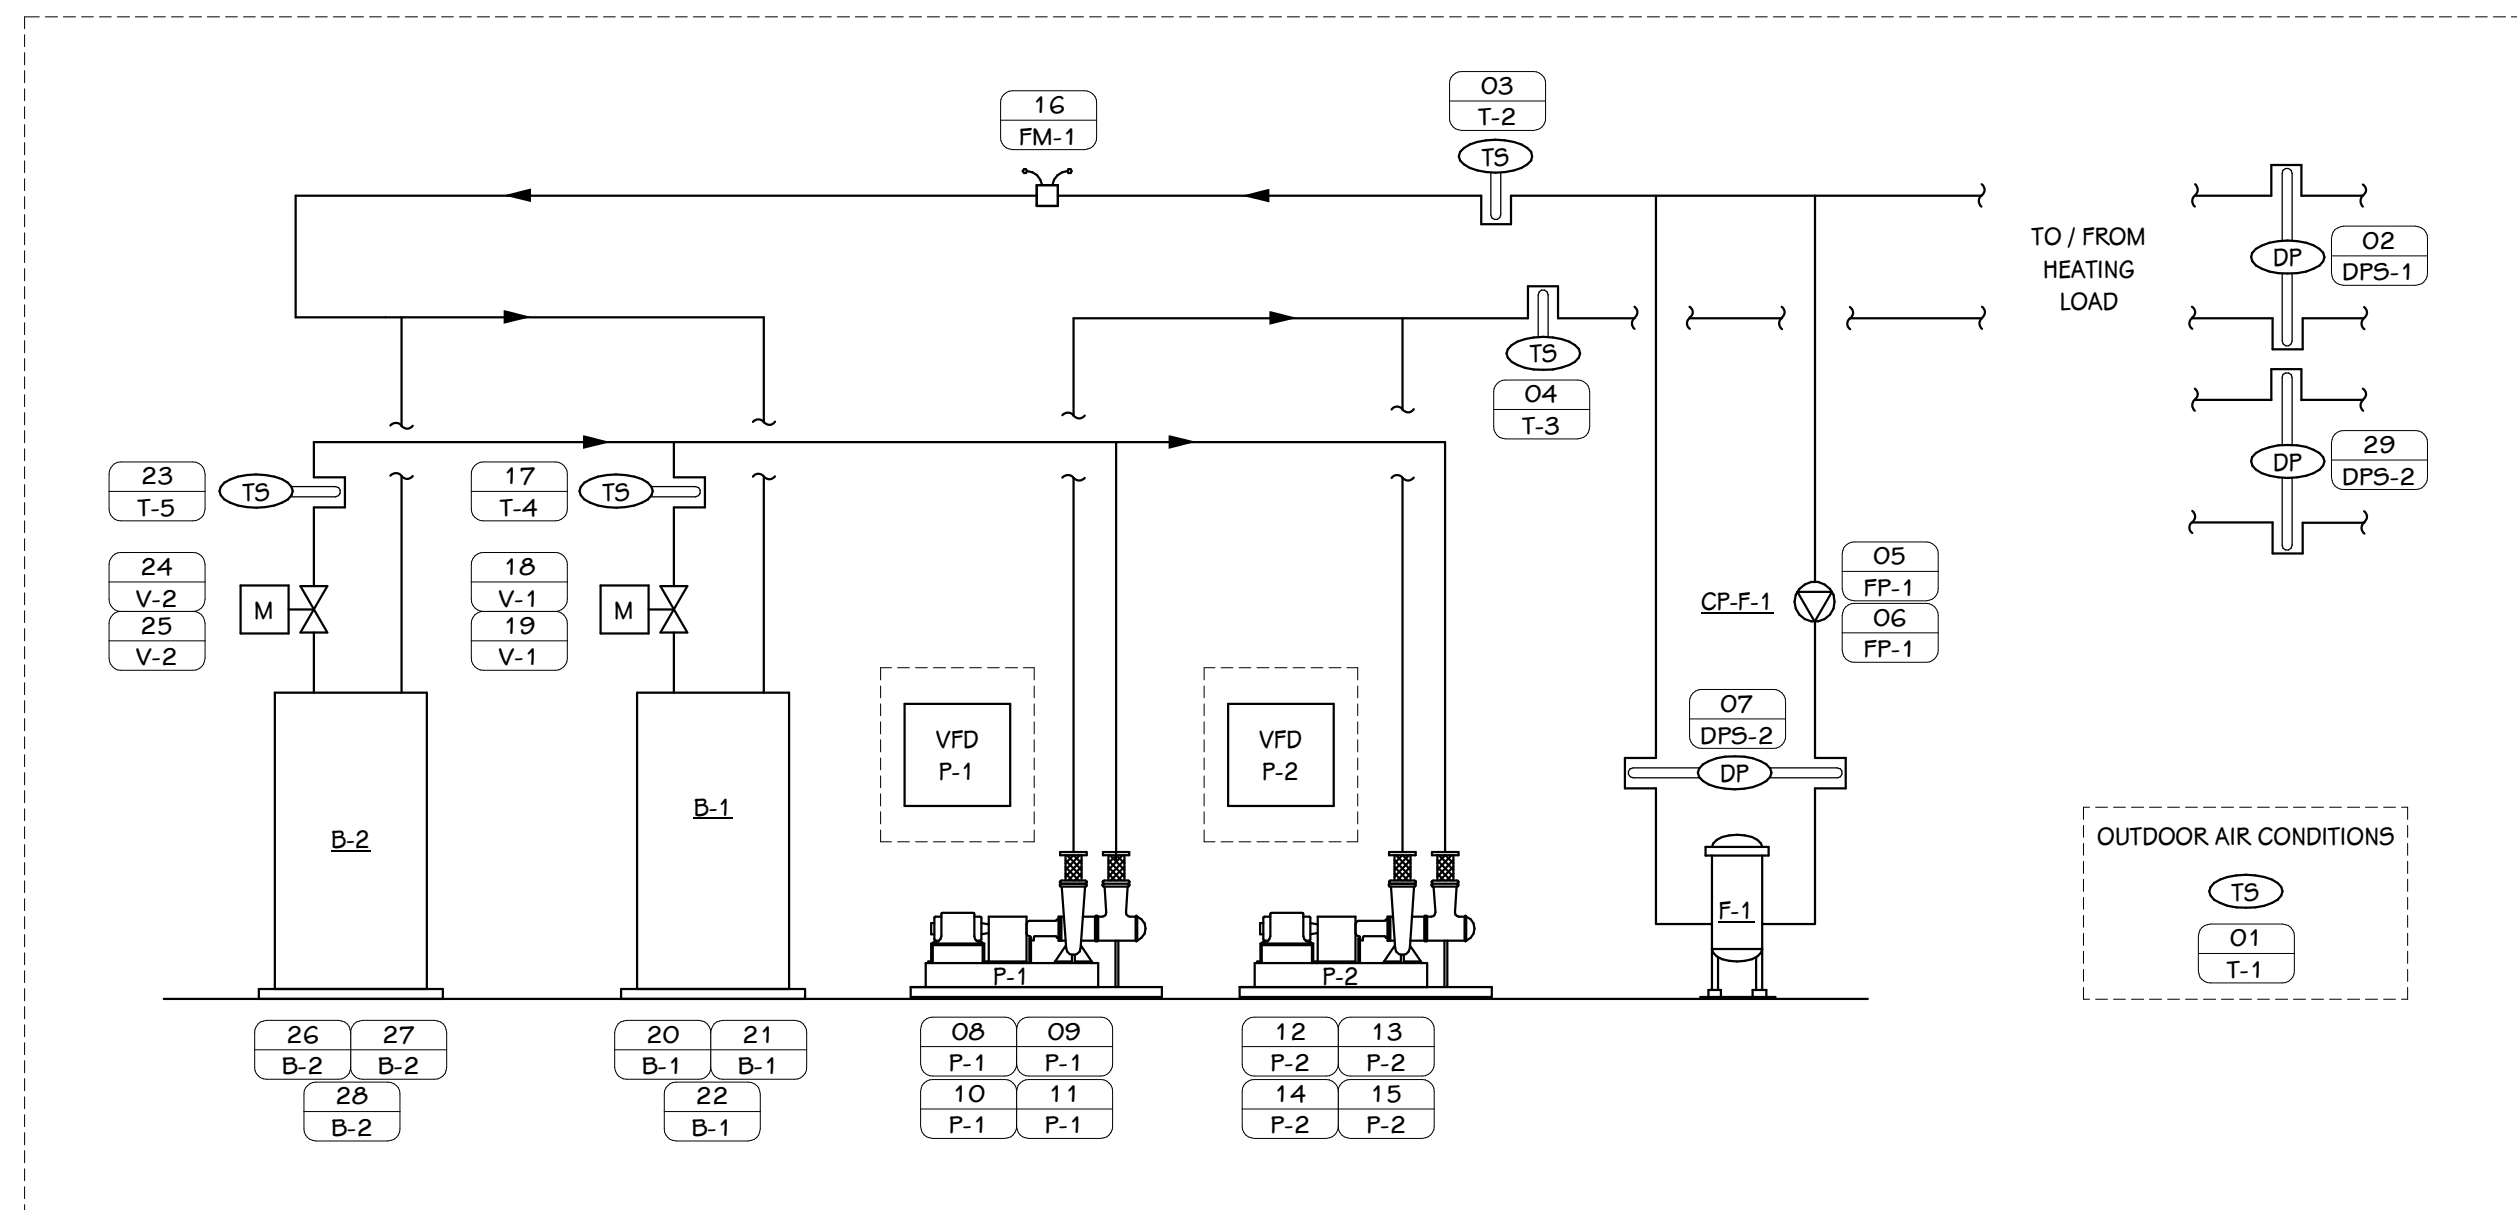 16
FM-1
03
T-2
TS
TO / FROM
HEATING
LOAD
DP
02
DPS-1
TS
04
T-3
DP
29
DPS-2
23
T-5
TS
17
T-4
TS
24
V-2
25
V-2
M
18
V-1
19
V-1
M
CP-F-1
05
FP-1
06
FP-1
07
DPS-2
DP
VFD
P-1
VFD
P-2
B-2
B-1
F-1
P-1
P-2
OUTDOOR AIR CONDITIONS
TS
01
T-1
26
B-2
27
B-2
28
B-2
20
B-1
21
B-1
22
B-1
08
P-1
09
P-1
10
P-1
11
P-1
12
P-2
13
P-2
14
P-2
15
P-2